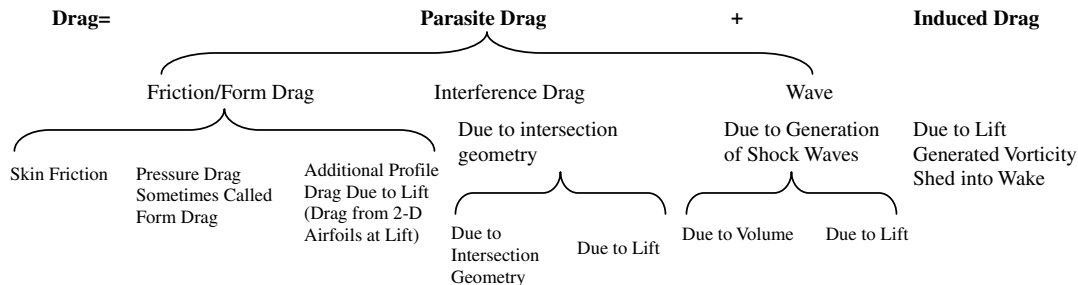 Drag= Parasite Drag + Induced Drag
Friction/Form Drag
Interference Drag
Wave
Due to intersection
geometry
Due to Generation
of Shock Waves
Due to Lift
Generated Vorticity
Shed into Wake
Skin Friction
Pressure Drag
Sometimes Called
Form Drag
Additional Profile
Drag Due to Lift
(Drag from 2-D
Airfoils at Lift)
Due to
Intersection
Geometry
Due to Lift
Due to Volume
Due to Lift